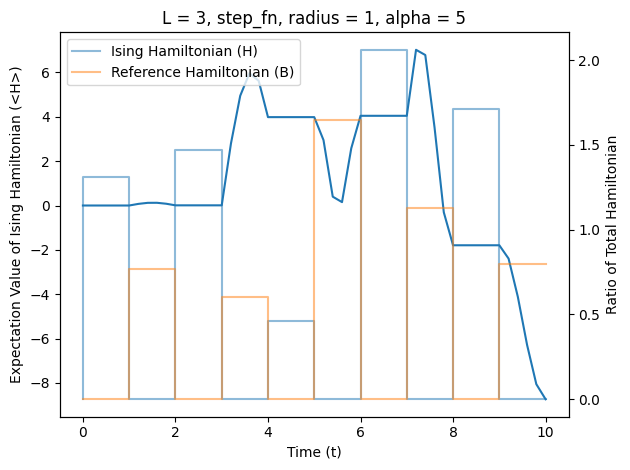 L = 3, step_fn, radius = 1, alpha = 5
Ising Hamiltonian (H)
Reference Hamiltonian (B)
Expectation Value of Ising Hamiltonian (<H>)
6
4
2
0
−2
−4
−6
−8
2.0
1.5
1.0
0.5
0.0
Ratio of Total Hamiltonian
0 2 4 6 8 10
Time (t)